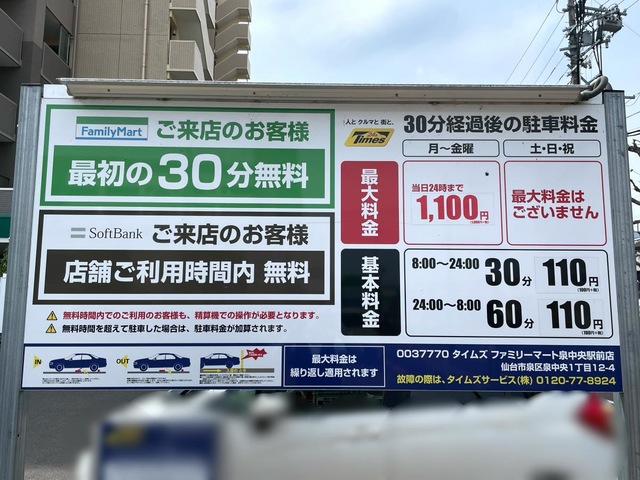 FamilyMart ご来店のお客様
最初の30分無料
SoftBank ご来店のお客様
店舗ご利用時間内 無料
⚠ 無料時間内でのご利用のお客様も、精算機での操作が必要となります。
⚠ 無料時間を超えて駐車した場合は、駐車料金が加算されます。
人とクルマと 街と、
Times
30分経過後の駐車料金
月～金曜 土・日・祝
最大料金
当日24時まで
1,100円
最大料金は
ございません
基本料金
8:00～24:00 30分 110円
24:00～8:00 60分 110円
IN OUT
最大料金は
繰り返し適用されます
0037770 タイムズ ファミリーマート泉中央駅前店
仙台市泉区泉中央1丁目12-4
故障の際は、タイムズサービス(株) 0120-77-8924